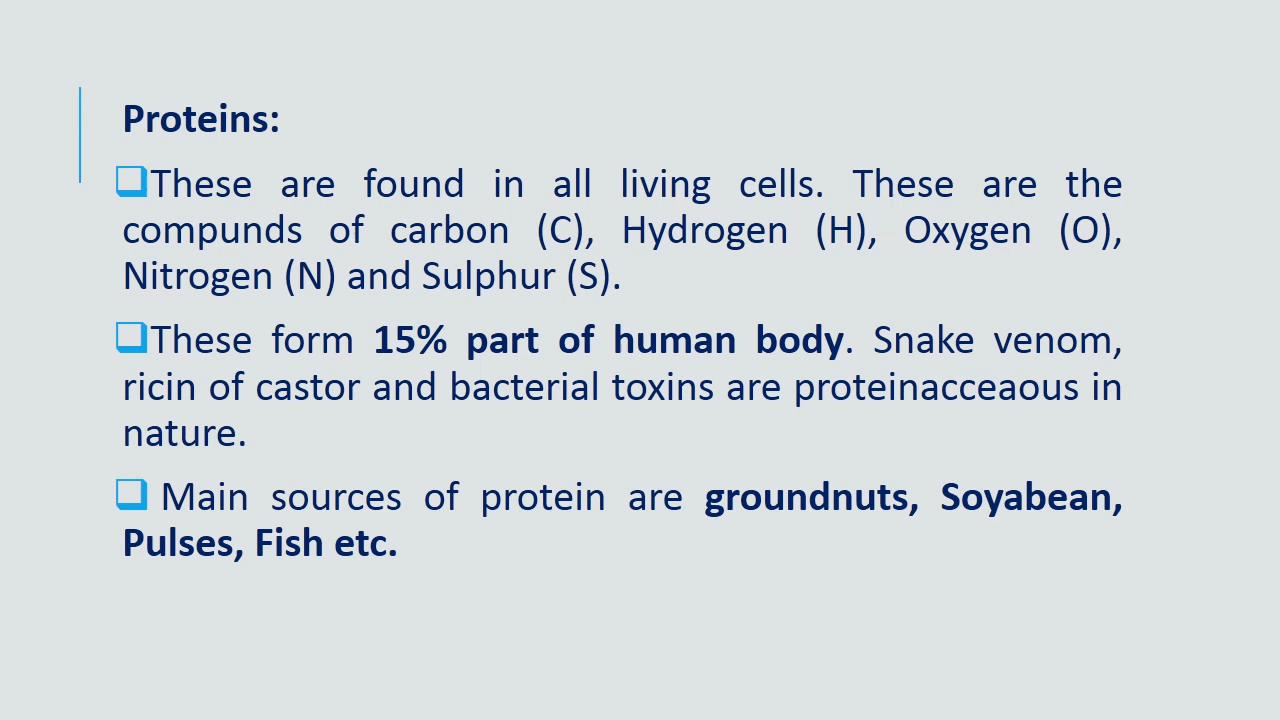 Proteins:
❑These are found in all living cells. These are the
compunds of carbon (C), Hydrogen (H), Oxygen (O),
Nitrogen (N) and Sulphur (S).
❑These form 15% part of human body. Snake venom,
ricin of castor and bacterial toxins are proteinacceaous in
nature.
❑ Main sources of protein are groundnuts, Soyabean,
Pulses, Fish etc.